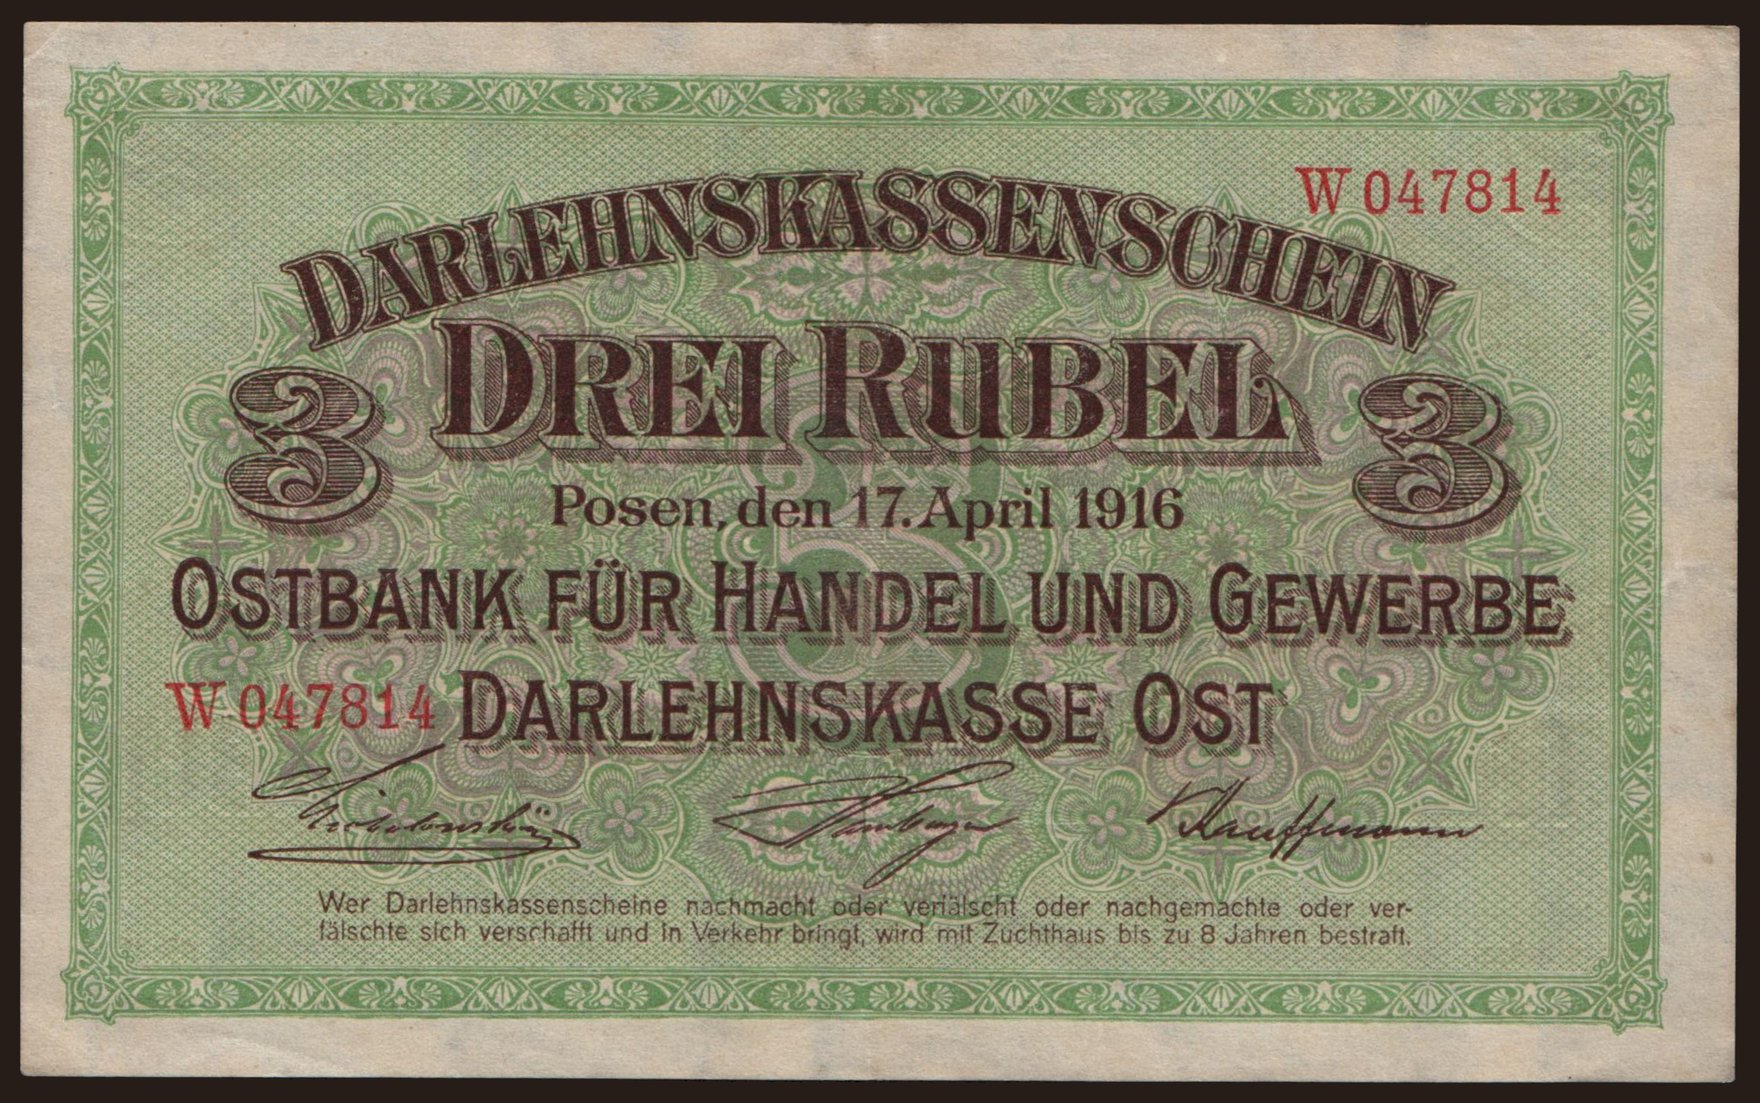 W 047814
DARLEHNSKASSENSCHEIN
3 DREI RUBEL 3
Posen, den 17. April 1916
OSTBANK FÜR HANDEL UND GEWERBE
W 047814 DARLEHNSKASSE OST
Kauffmann
Wer Darlehnskassenscheine nachmacht oder verfälscht oder nachgemachte oder ver-
fälschte sich verschafft und in Verkehr bringt, wird mit Zuchthaus bis zu 8 Jahren bestraft.